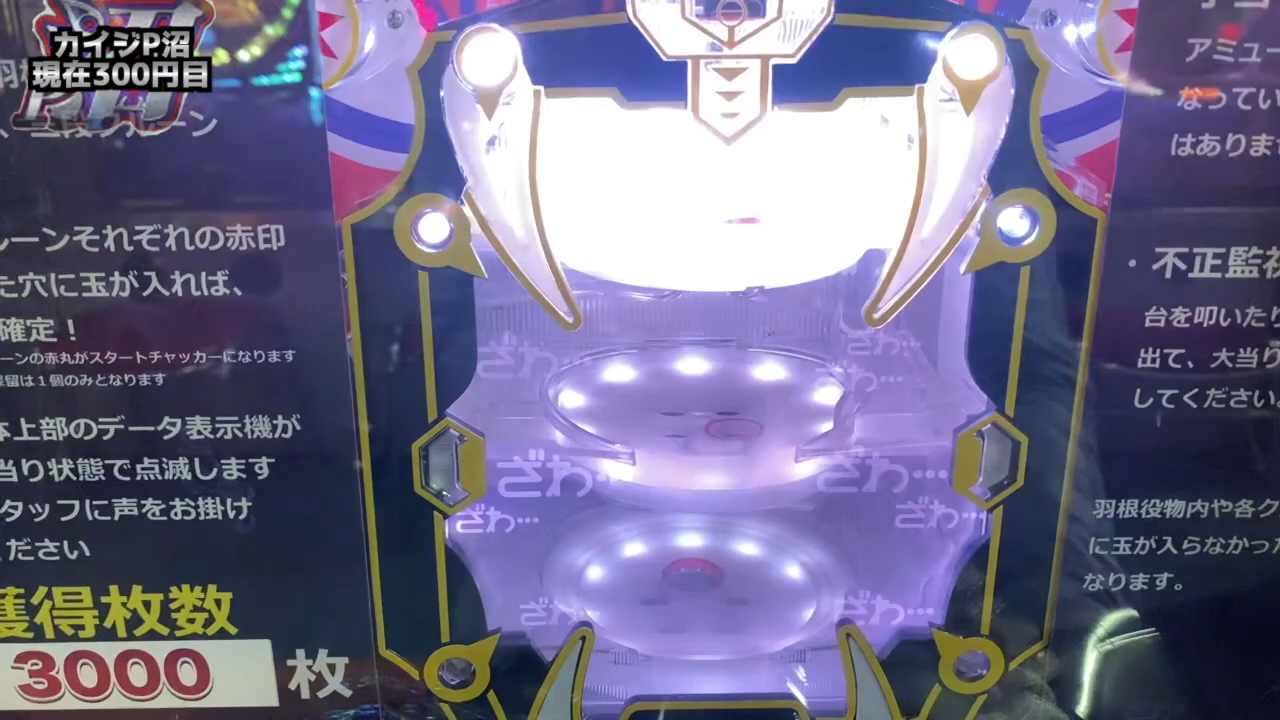 カイジP沼
現在300円目
ルーンそれぞれの赤印
た穴に玉が入れば、
確定！
ーンの赤丸がスタートチャッカーになります
保留は１個のみとなります
体上部のデータ表示機が
当り状態で点滅します
タッフに声をお掛け
ください
獲得枚数
3000 枚
ざわ…
ざわ…
ざわ…
ざわ…
ざわ…
ざわ…
ざわ…
ざわ
ざわ…
アミュー
なってい
はありませ
・不正監視
台を叩いたり
出て、大当り
してください。
羽根役物内や各ク
に玉が入らなかった
なります。